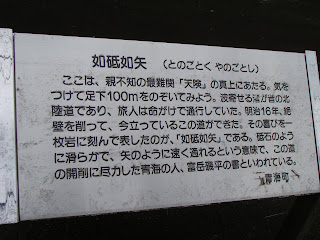 如砥如矢 (とのごとく やのごとし)
ここは、親不知の最難関「天険」の真上にあたる。気を
つけて足下100mをのぞいてみよう。波寄せる渚が昔の北
陸道であり、旅人は命がけで通行していた。明治16年、絶
壁を削って、今立っているこの道ができた。その喜びを一
枚岩に刻んで表したのが、「如砥如矢」である。砥石のよう
に滑らかで、矢のように速く通れるという意味で、この道
の開削に尽力した青海の人、富岳磯平の書といわれている。
青海町